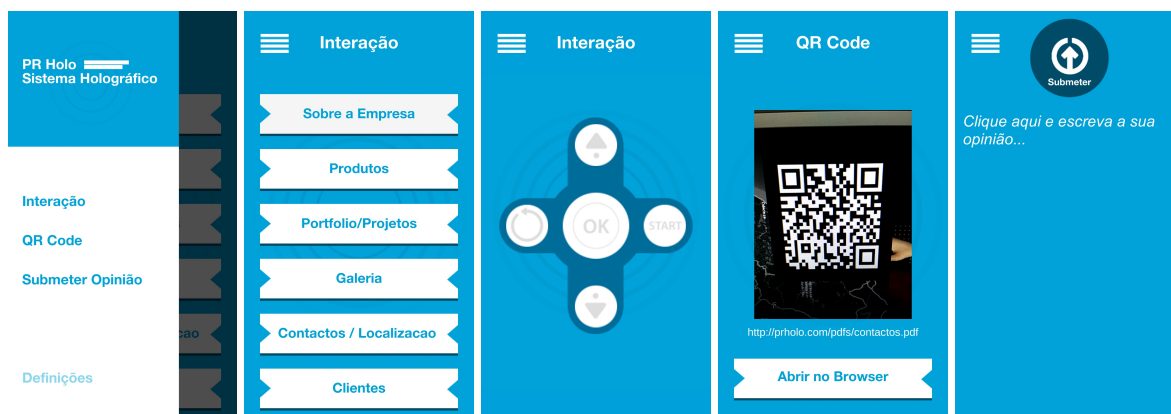 PR Holo
Sistema Holográfico
Interação
QR Code
Submeter Opinião
Definições
cao
Interação
Sobre a Empresa
Produtos
Portfolio/Projetos
Galeria
Contactos / Localizacao
Clientes
Interação
OK
START
QR Code
http://prholo.com/pdfs/contactos.pdf
Abrir no Browser
Submeter
Clique aqui e escreva a sua
opinião...